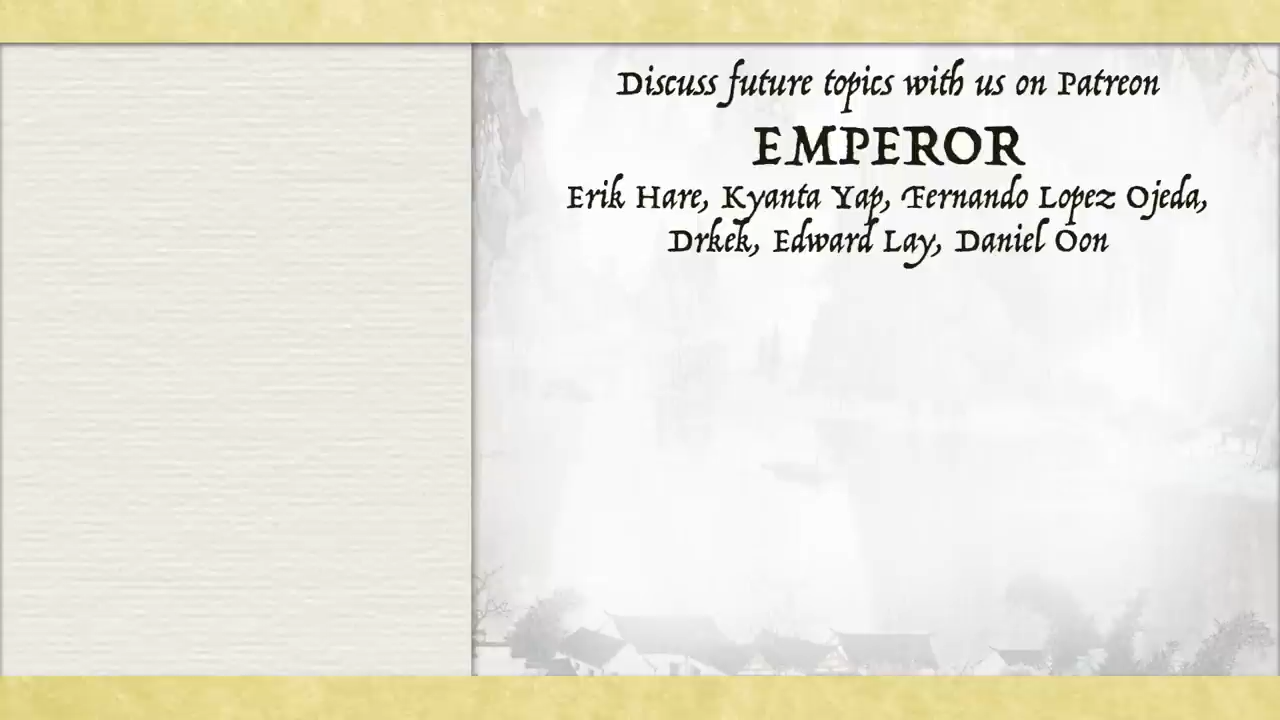 Discuss future topics with us on Patreon
EMPEROR
Erik Hare, Kyanta Yap, Fernando Lopez Ojeda,
Drkek, Edward Lay, Daniel Oon